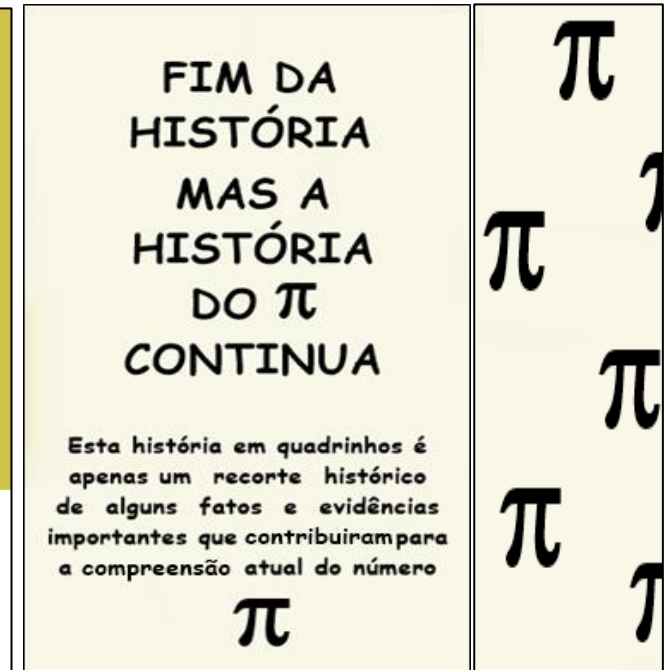 FIM DA
HISTÓRIA
MAS A
HISTÓRIA
DO π
CONTINUA
Esta história em quadrinhos é
apenas um recorte histórico
de alguns fatos e evidências
importantes que contribuiram para
a compreensão atual do número
π
π
π
π
π
π
π